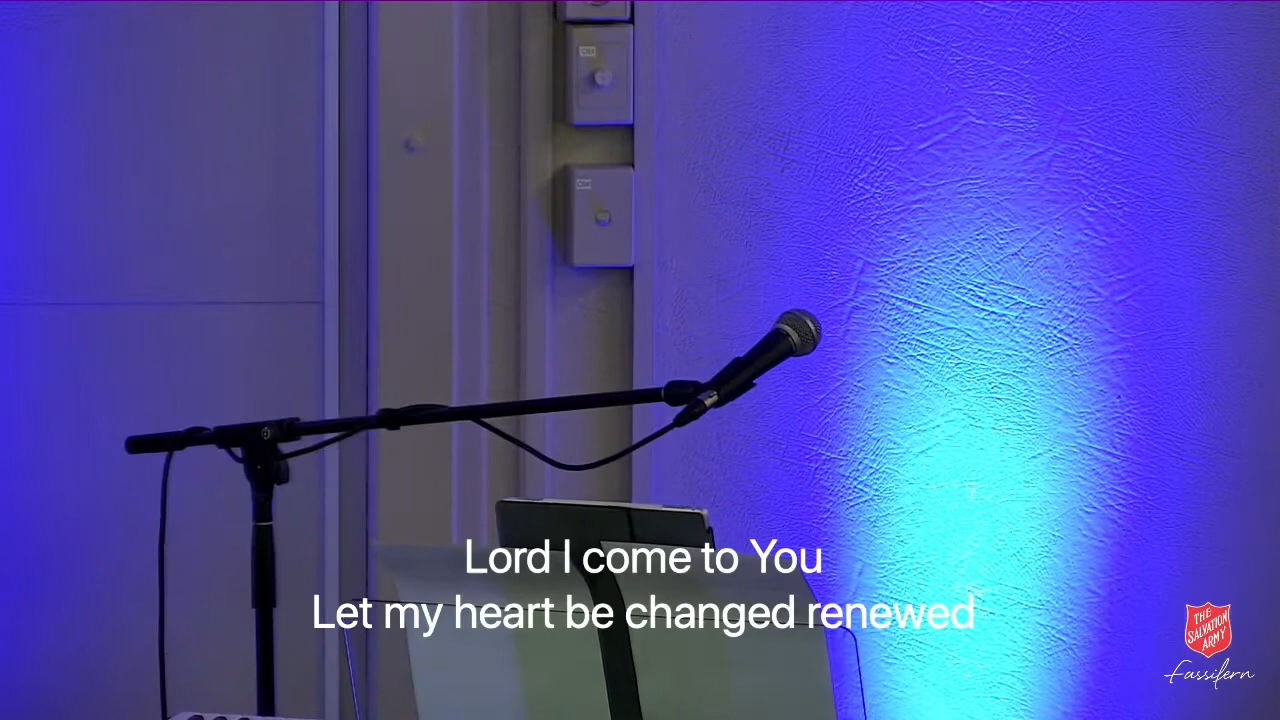 Lord I come to You
Let my heart be changed renewed
THE
SALVATION
ARMY
Fassifern